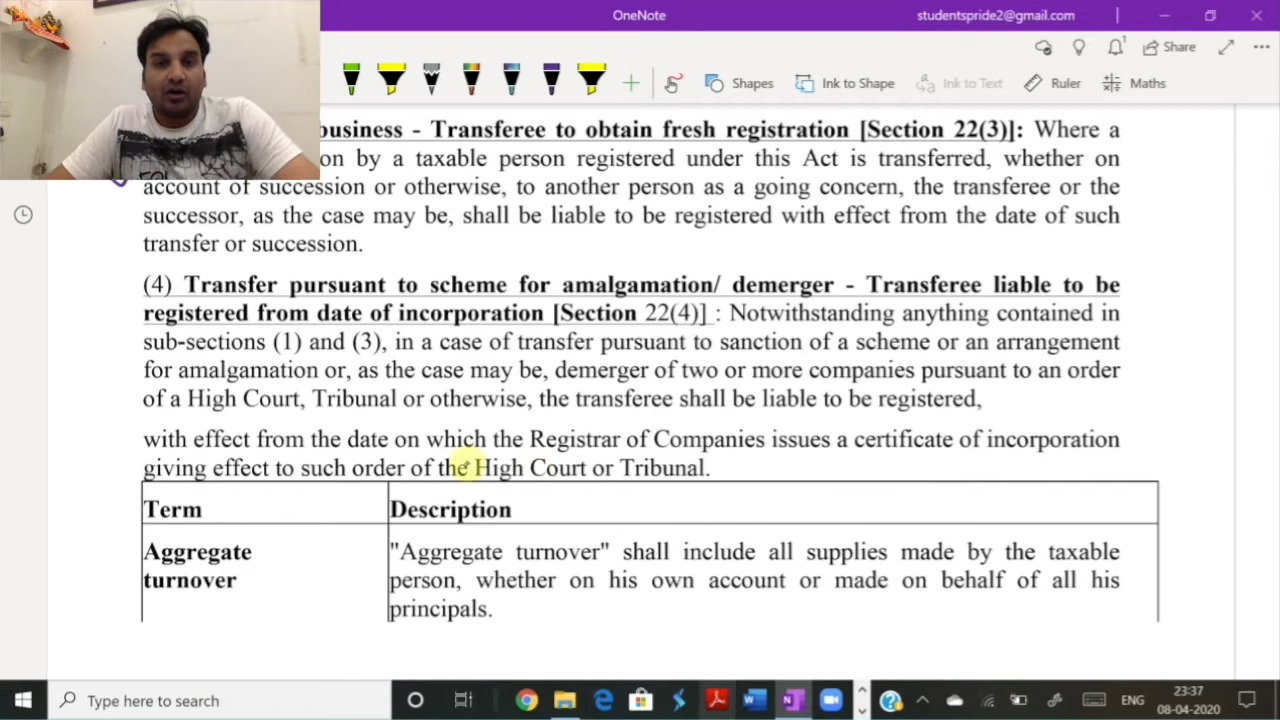 OneNote
studentspride2@gmail.com
Share
Shapes
Ink to Shape
Ink to Text
Ruler
Maths
business - Transferee to obtain fresh registration [Section 22(3)]: Where a
on by a taxable person registered under this Act is transferred, whether on
account of succession or otherwise, to another person as a going concern, the transferee or the
successor, as the case may be, shall be liable to be registered with effect from the date of such
transfer or succession.
(4) Transfer pursuant to scheme for amalgamation/ demerger - Transferee liable to be
registered from date of incorporation [Section 22(4)] : Notwithstanding anything contained in
sub-sections (1) and (3), in a case of transfer pursuant to sanction of a scheme or an arrangement
for amalgamation or, as the case may be, demerger of two or more companies pursuant to an order
of a High Court, Tribunal or otherwise, the transferee shall be liable to be registered,
with effect from the date on which the Registrar of Companies issues a certificate of incorporation
giving effect to such order of the High Court or Tribunal.
Term
Description
Aggregate
turnover
"Aggregate turnover" shall include all supplies made by the taxable
person, whether on his own account or made on behalf of all his
principals.
Type here to search
ENG
23:37
08-04-2020